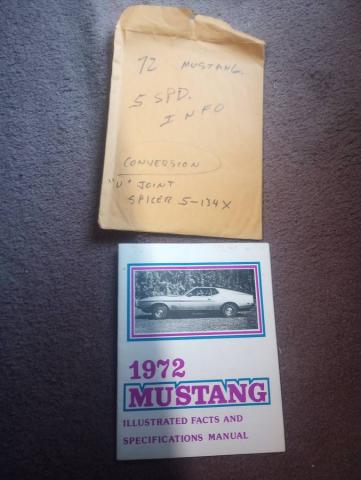 72 MUSTANG.
5 SPD.
INFO
CONVERSION
"U" JOINT
SPICER 5-134X
1972
MUSTANG
ILLUSTRATED FACTS AND
SPECIFICATIONS MANUAL